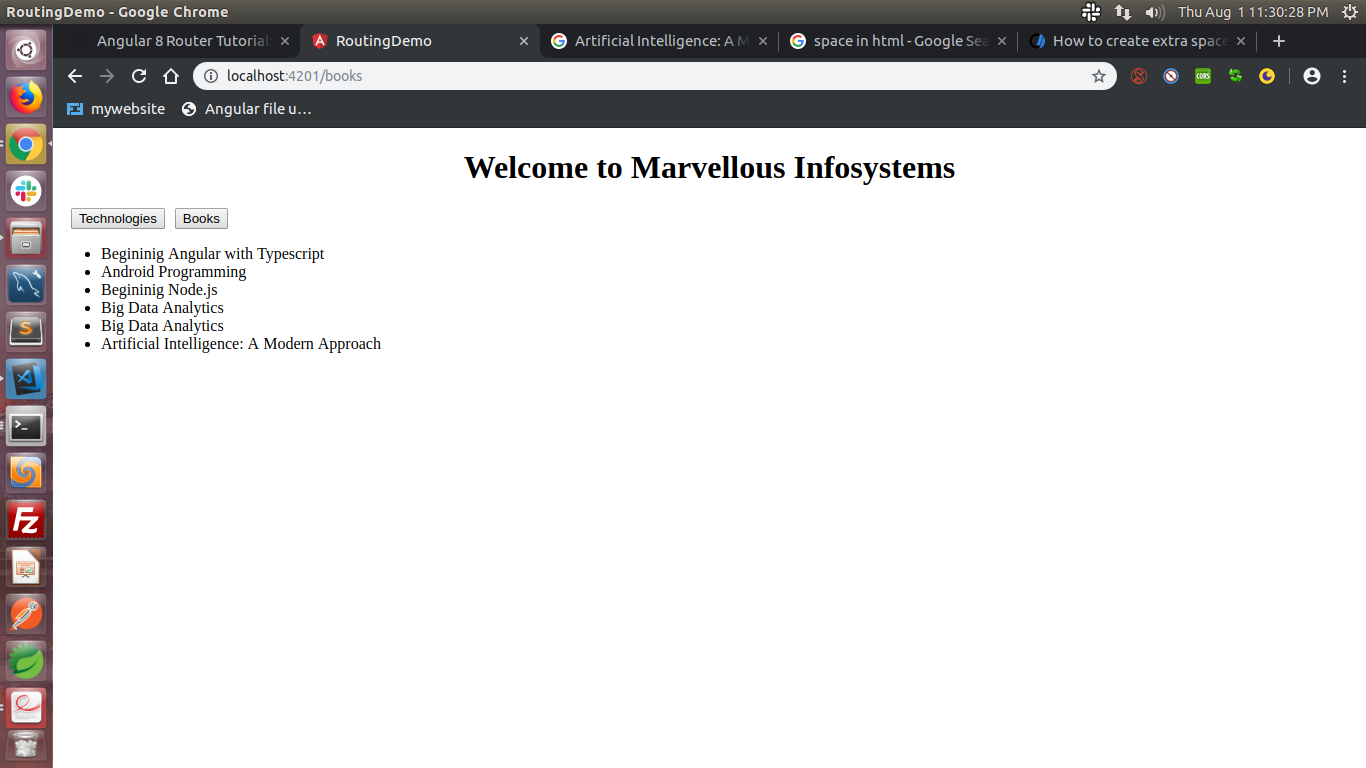 RoutingDemo - Google Chrome
Thu Aug 1 11:30:28 PM
Angular 8 Router Tutorial
RoutingDemo
Artificial Intelligence: A M
space in html - Google Sea
How to create extra space
localhost:4201/books
CORS
mywebsite
Angular file u...
Welcome to Marvellous Infosystems
Technologies
Books
Begininig Angular with Typescript
Android Programming
Begininig Node.js
Big Data Analytics
Big Data Analytics
Artificial Intelligence: A Modern Approach
S
FZ